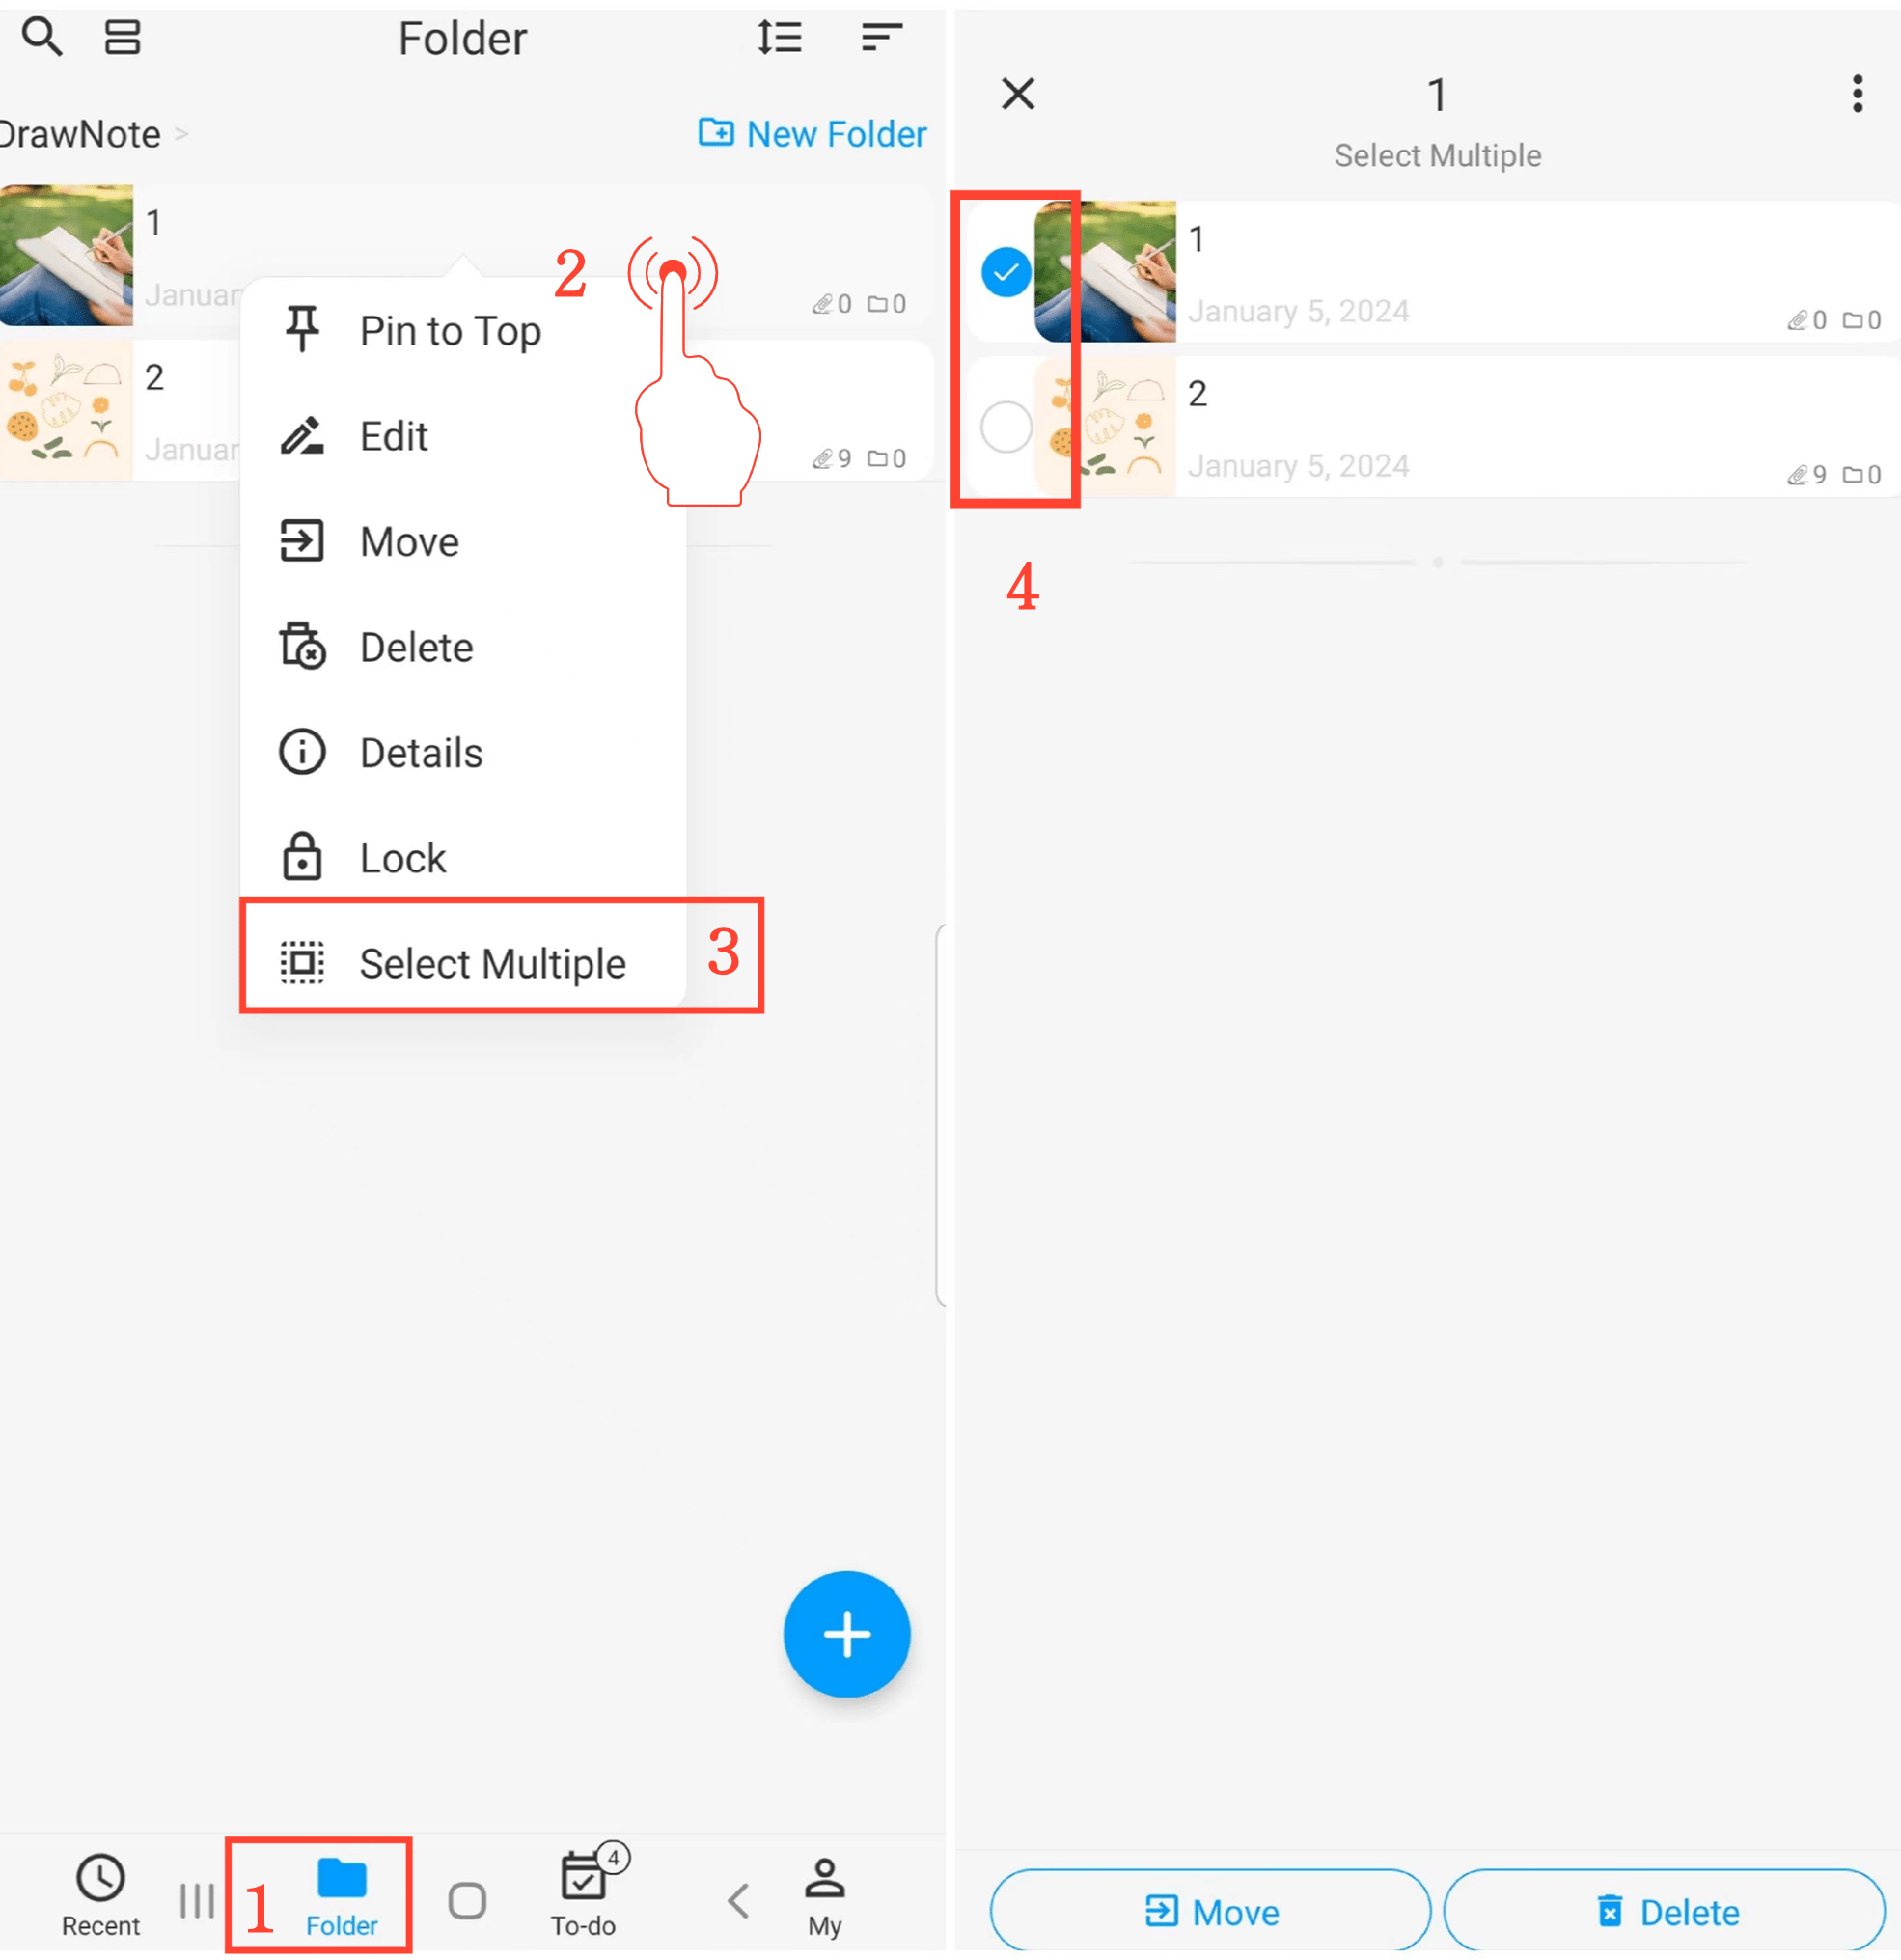 Folder
DrawNote >
New Folder
1
Januar
0 0
2
Pin to Top
2
Januar
9 0
Edit
Move
Delete
Details
Lock
Select Multiple
3
Recent
1
Folder
4
To-do
My
1
Select Multiple
1
January 5, 2024
0 0
2
January 5, 2024
9 0
4
Move
Delete